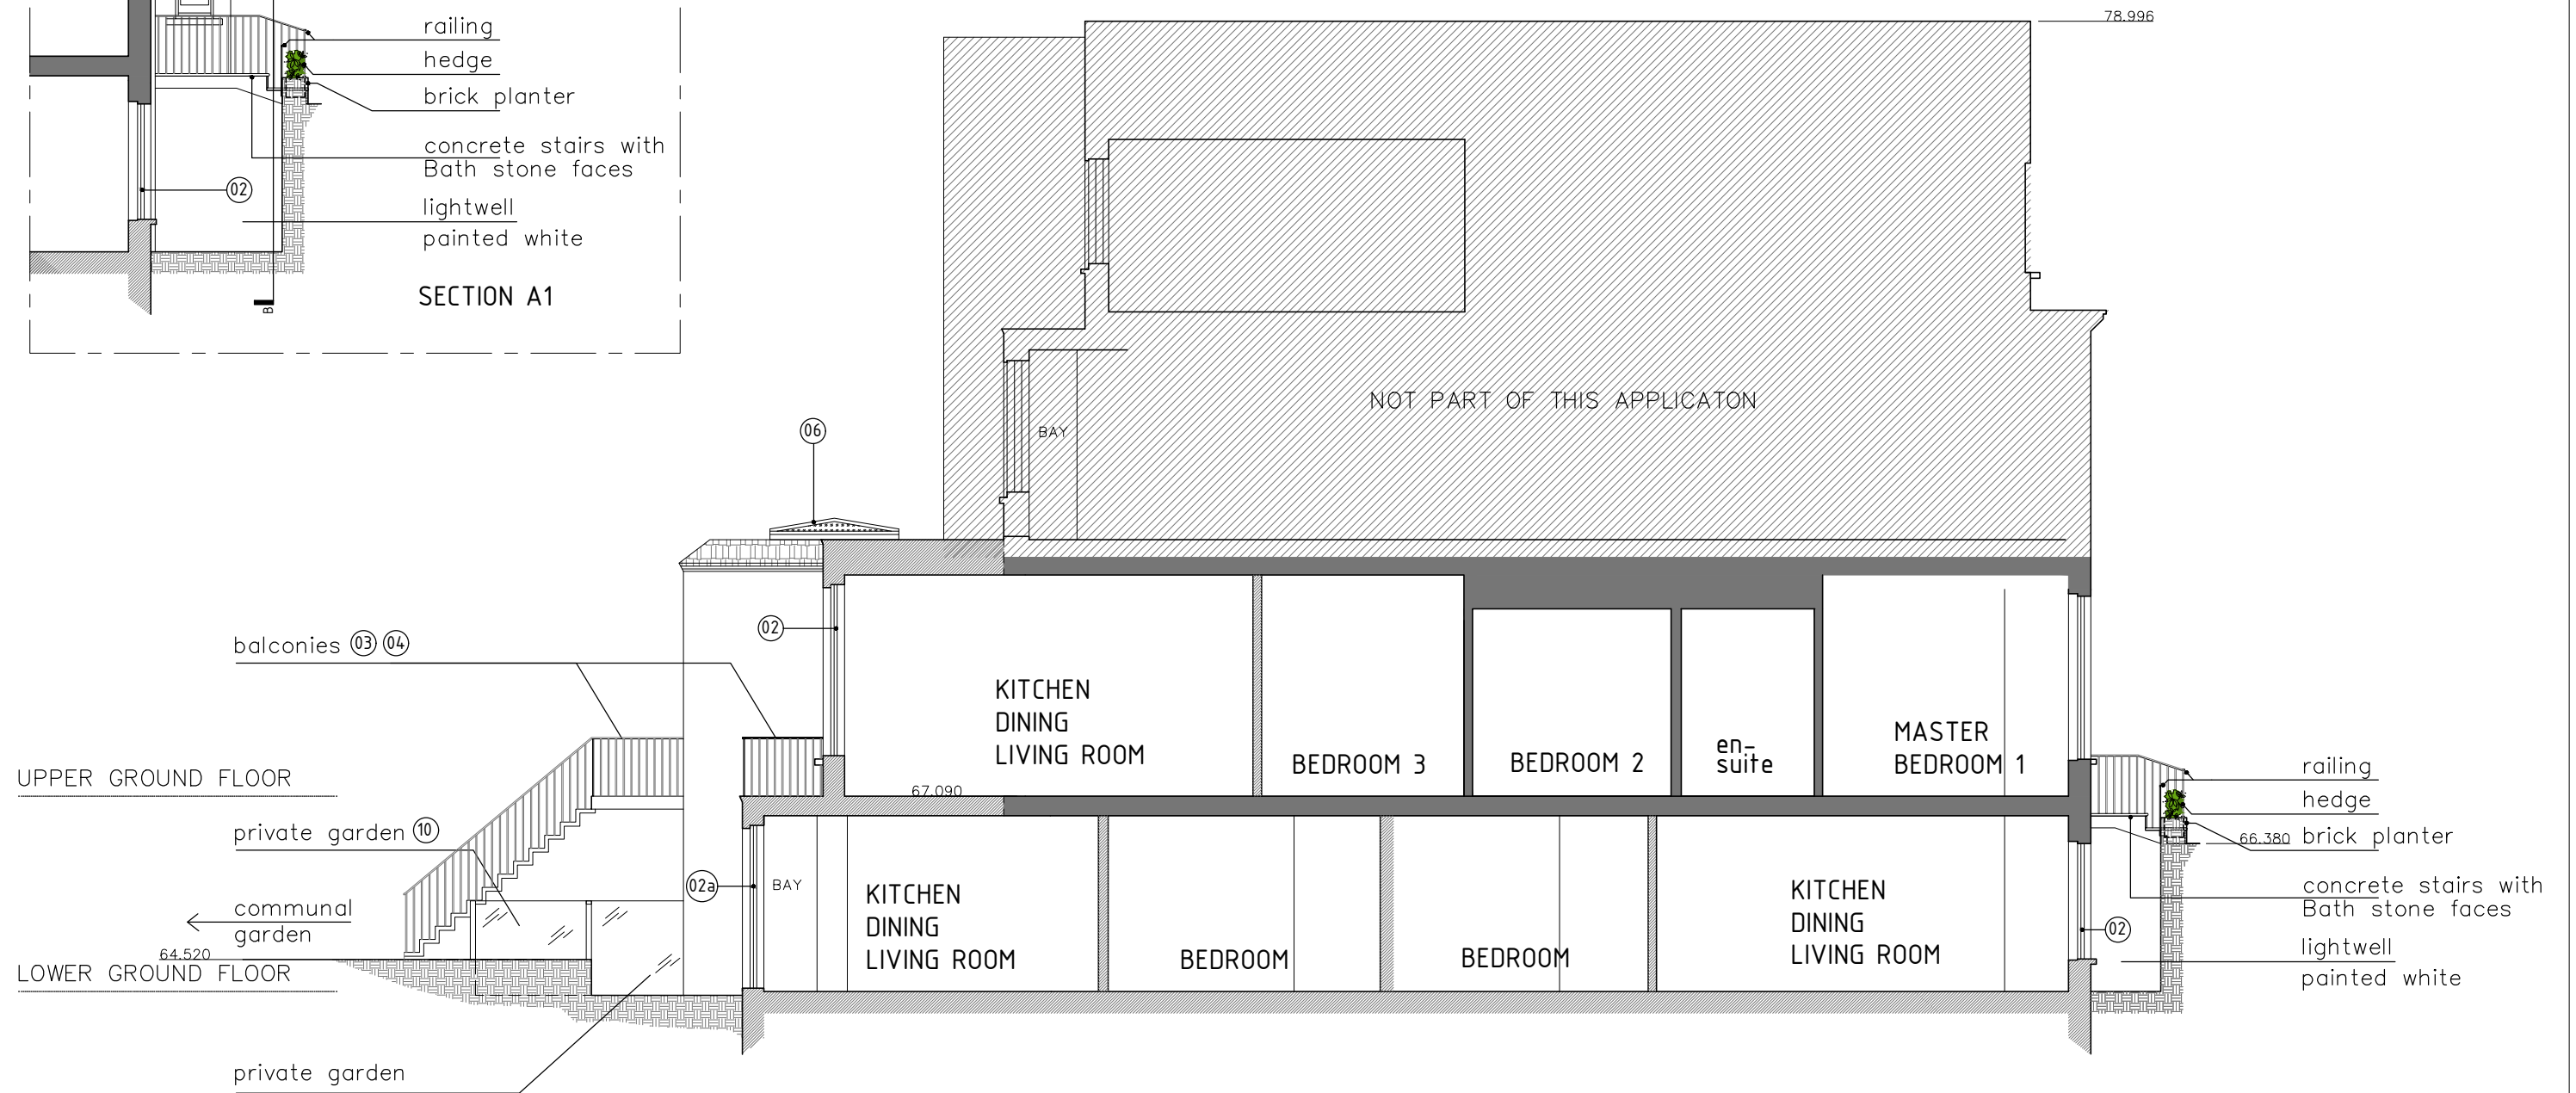 railing
hedge
brick planter
concrete stairs with
Bath stone faces
02
lightwell
painted white
SECTION A1
B
78.996
NOT PART OF THIS APPLICATON
BAY
06
02
balconies 03 04
KITCHEN
DINING
LIVING ROOM
BEDROOM 3
BEDROOM 2
en-
suite
MASTER
BEDROOM 1
UPPER GROUND FLOOR
67.090
railing
hedge
brick planter
66.380
concrete stairs with
Bath stone faces
02
lightwell
painted white
private garden 10
02a
BAY
KITCHEN
DINING
LIVING ROOM
BEDROOM
BEDROOM
KITCHEN
DINING
LIVING ROOM
communal
garden
64.520
LOWER GROUND FLOOR
private garden